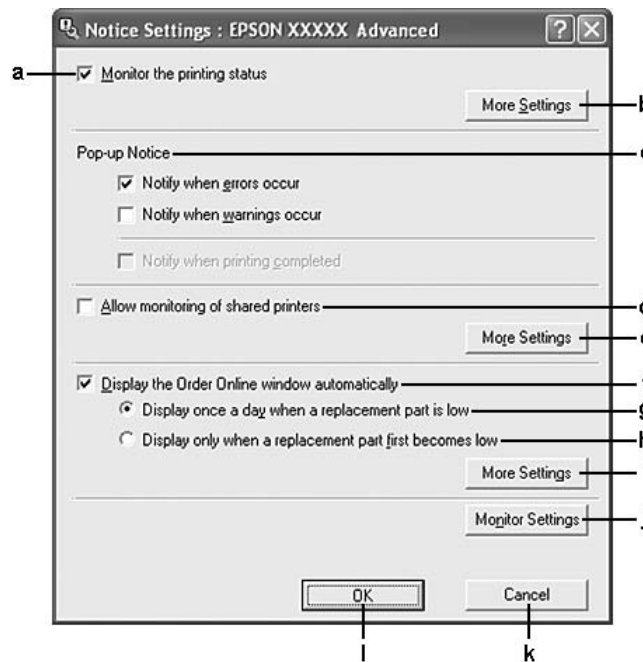 Notice Settings : EPSON XXXXX Advanced
a
Monitor the printing status
More Settings
Pop-up Notice
Notify when errors occur
Notify when warnings occur
Notify when printing completed
Allow monitoring of shared printers
More Settings
Display the Order Online window automatically
Display once a day when a replacement part is low
Display only when a replacement part first becomes low
More Settings
Monitor Settings
OK
Cancel
l
k